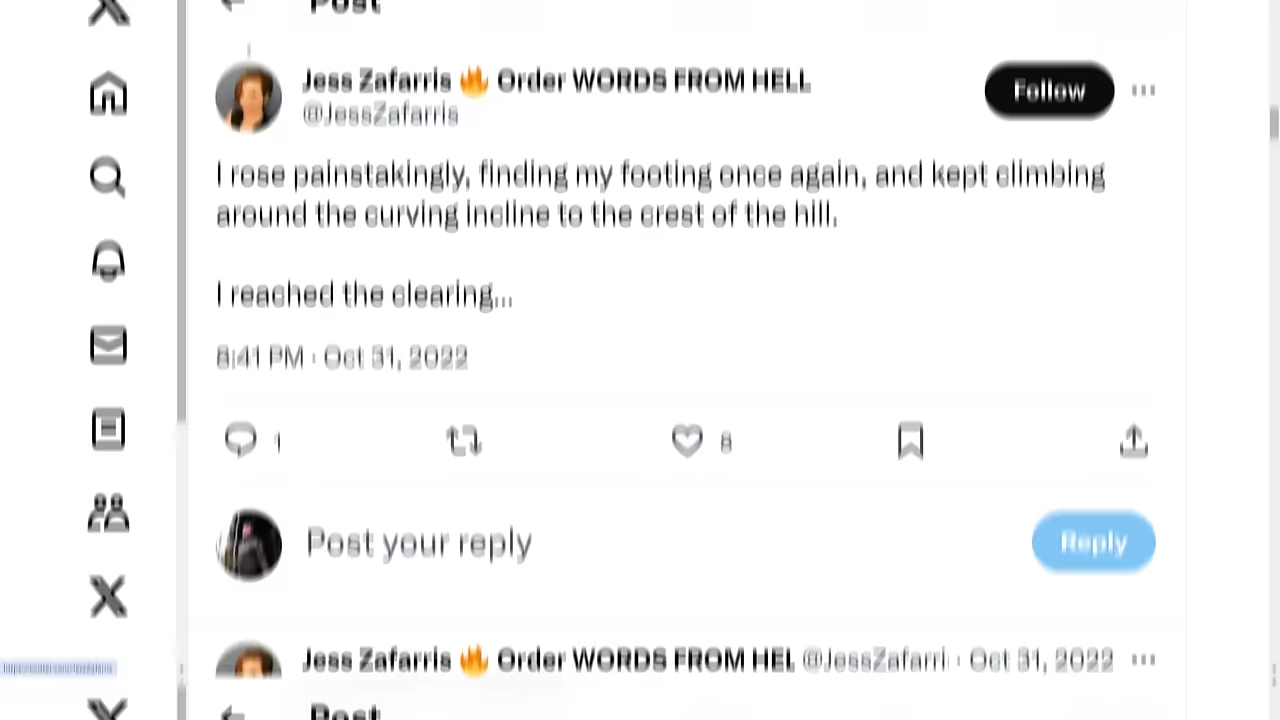 Post
Jess Zafarris 🔥 Order WORDS FROM HELL
Follow
@JessZafarris
I rose painstakingly, finding my footing once again, and kept climbing
around the curving incline to the crest of the hill.
I reached the clearing...
8:41 PM · Oct 31, 2022
1
8
Post your reply
Reply
Jess Zafarris 🔥 Order WORDS FROM HEL @JessZafarri · Oct 31, 2022
Post